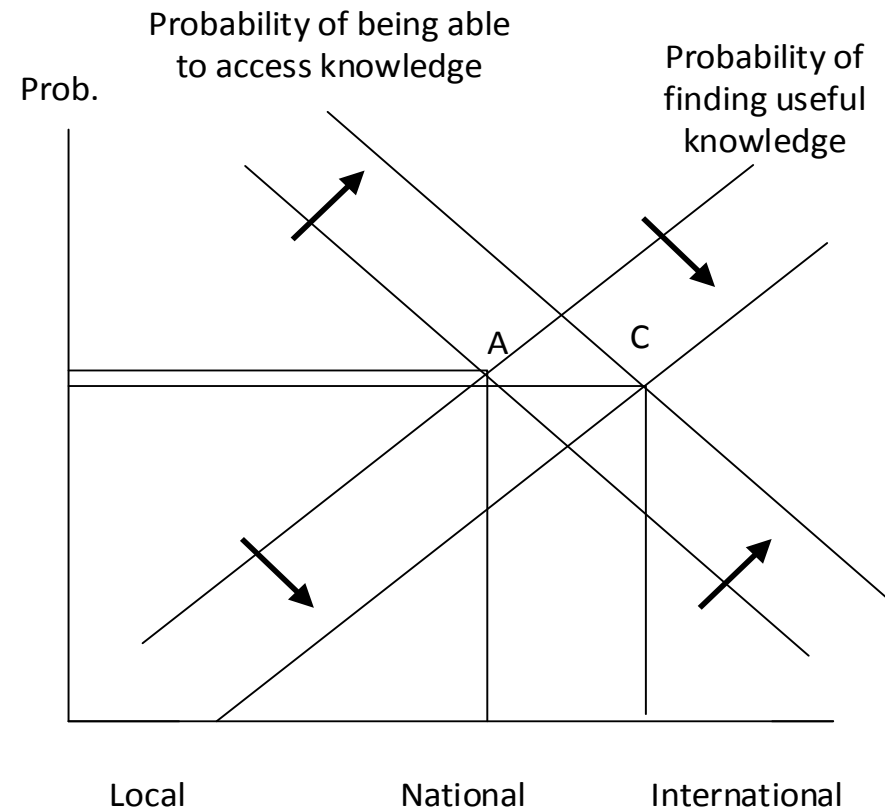 Probability of being able
to access knowledge
Probability of
finding useful
knowledge
Prob.
A
C
Local
National
International